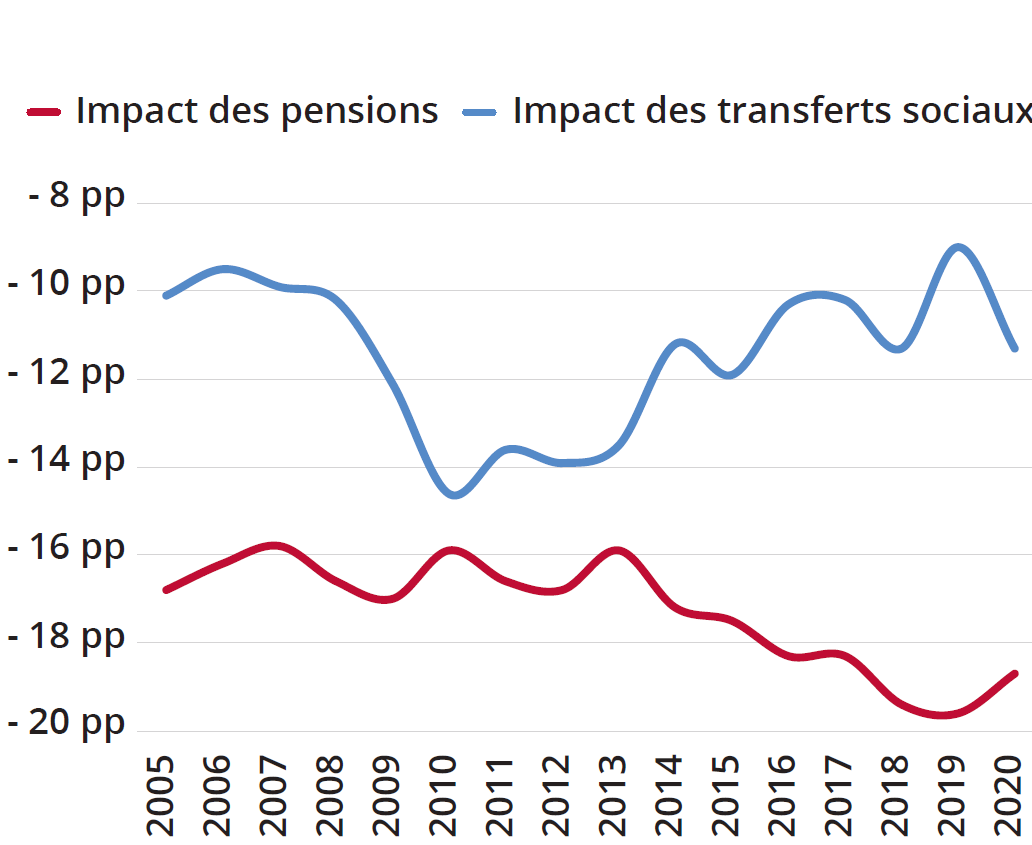 Impact des pensions Impact des transferts sociaux
- 8 pp
- 10 pp
- 12 pp
- 14 pp
- 16 pp
- 18 pp
- 20 pp
2005 2006 2007 2008 2009 2010 2011 2012 2013 2014 2015 2016 2017 2018 2019 2020